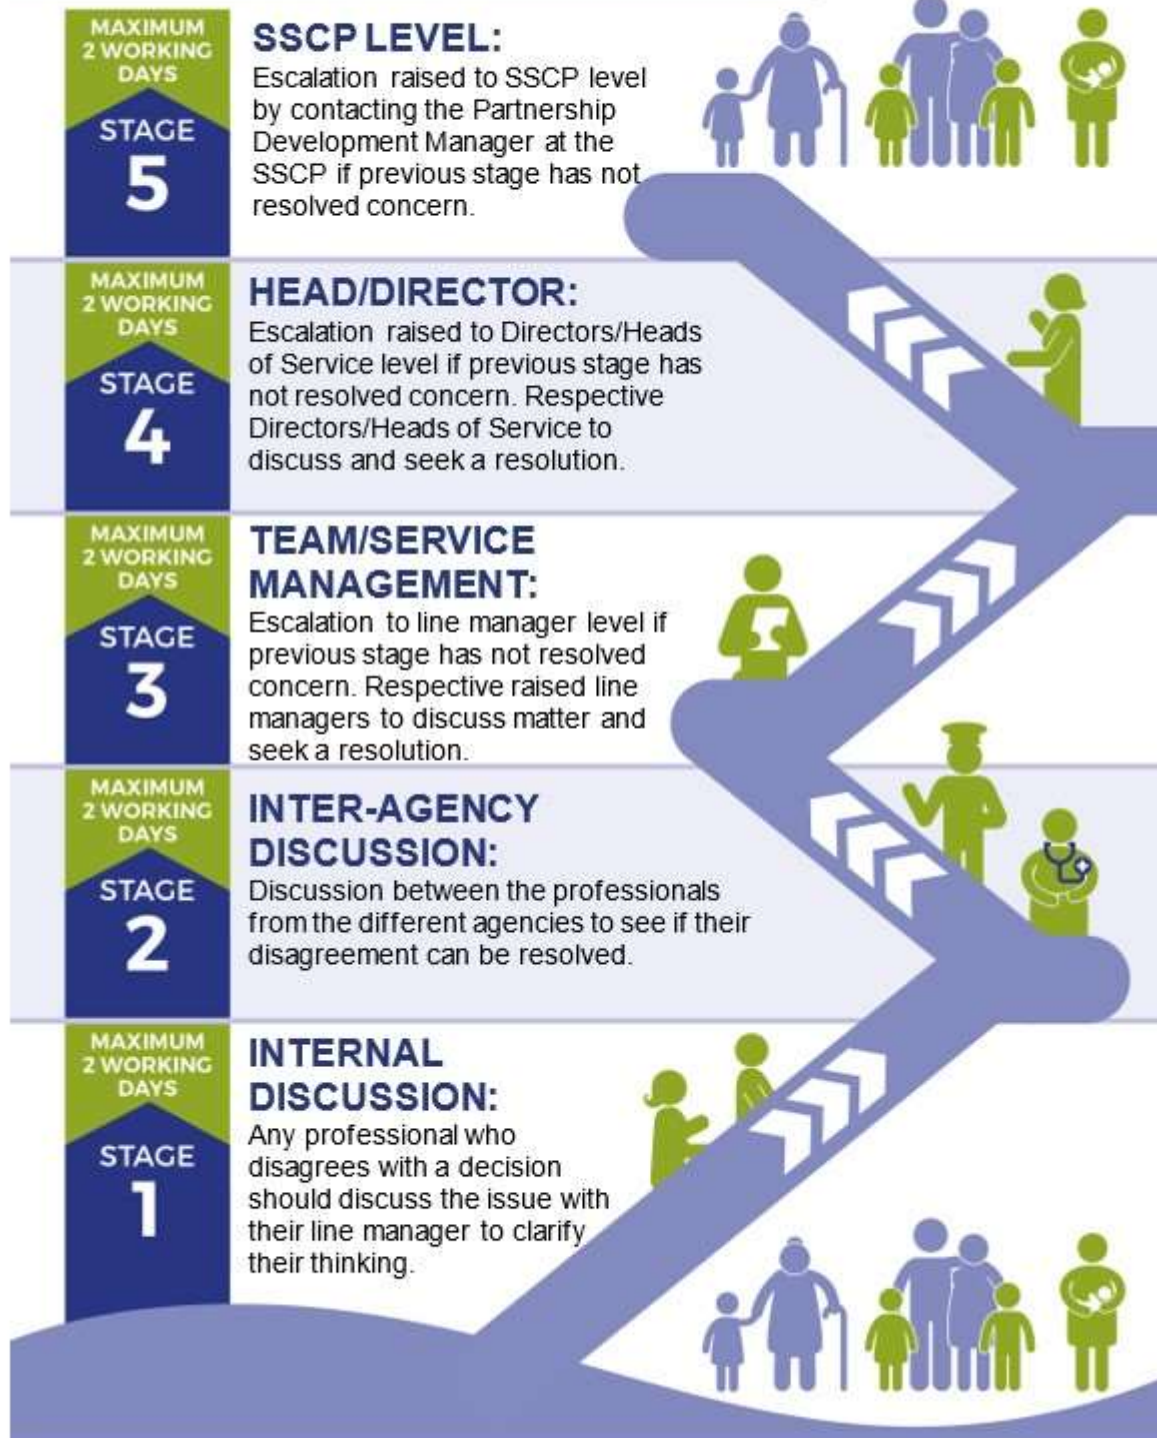 MAXIMUM
2 WORKING
DAYS
STAGE
5
SSCP LEVEL:
Escalation raised to SSCP level
by contacting the Partnership
Development Manager at the
SSCP if previous stage has not
resolved concern.
MAXIMUM
2 WORKING
DAYS
STAGE
4
HEAD/DIRECTOR:
Escalation raised to Directors/Heads
of Service level if previous stage has
not resolved concern. Respective
Directors/Heads of Service to
discuss and seek a resolution.
MAXIMUM
2 WORKING
DAYS
STAGE
3
TEAM/SERVICE
MANAGEMENT:
Escalation to line manager level if
previous stage has not resolved
concern. Respective raised line
managers to discuss matter and
seek a resolution.
MAXIMUM
2 WORKING
DAYS
STAGE
2
INTER-AGENCY
DISCUSSION:
Discussion between the professionals
from the different agencies to see if their
disagreement can be resolved.
MAXIMUM
2 WORKING
DAYS
STAGE
1
INTERNAL
DISCUSSION:
Any professional who
disagrees with a decision
should discuss the issue with
their line manager to clarify
their thinking.